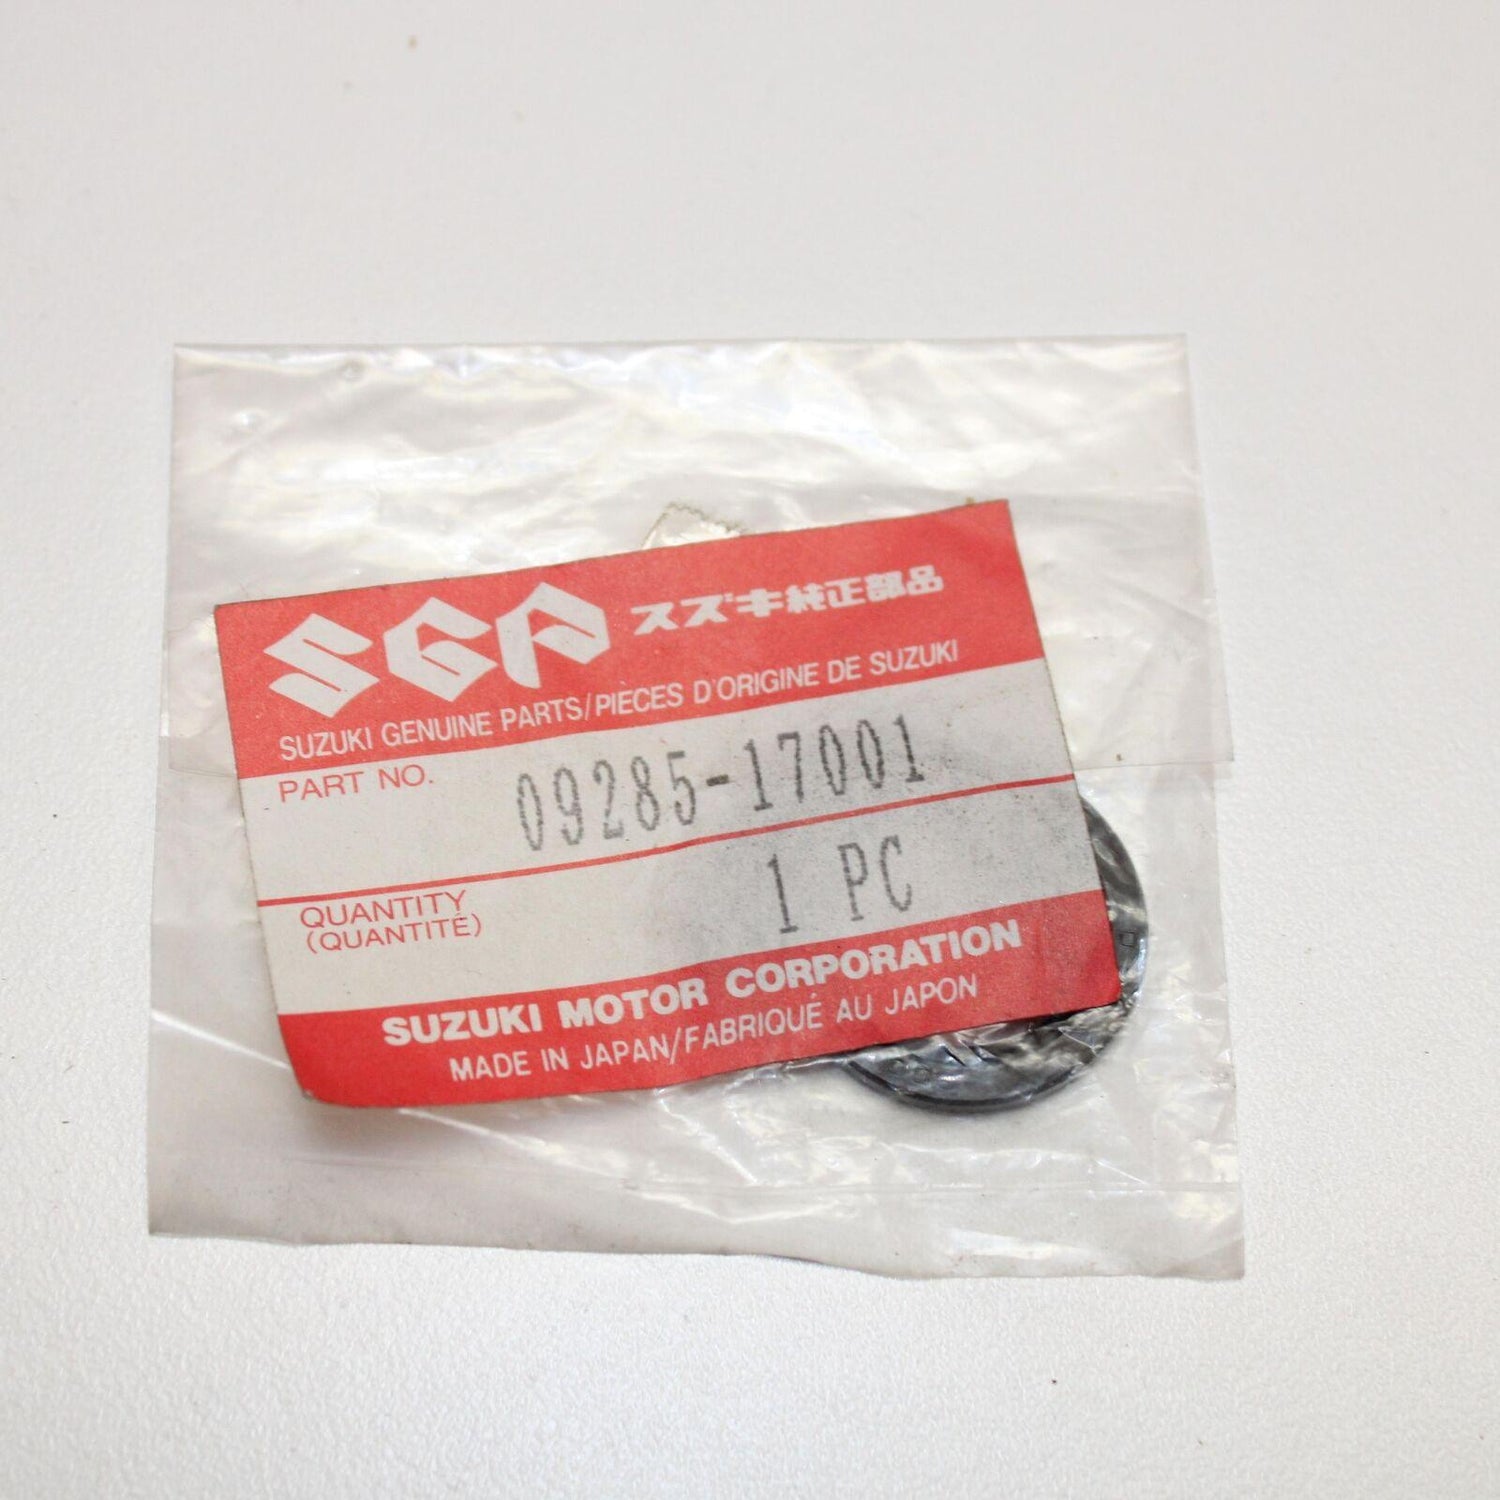 SGP スズキ純正部品
SUZUKI GENUINE PARTS/PIÈCES D'ORIGINE DE SUZUKI
PART NO. 09285-17001
QUANTITY 1 PC
(QUANTITÉ)
SUZUKI MOTOR CORPORATION
MADE IN JAPAN/FABRIQUÉ AU JAPON